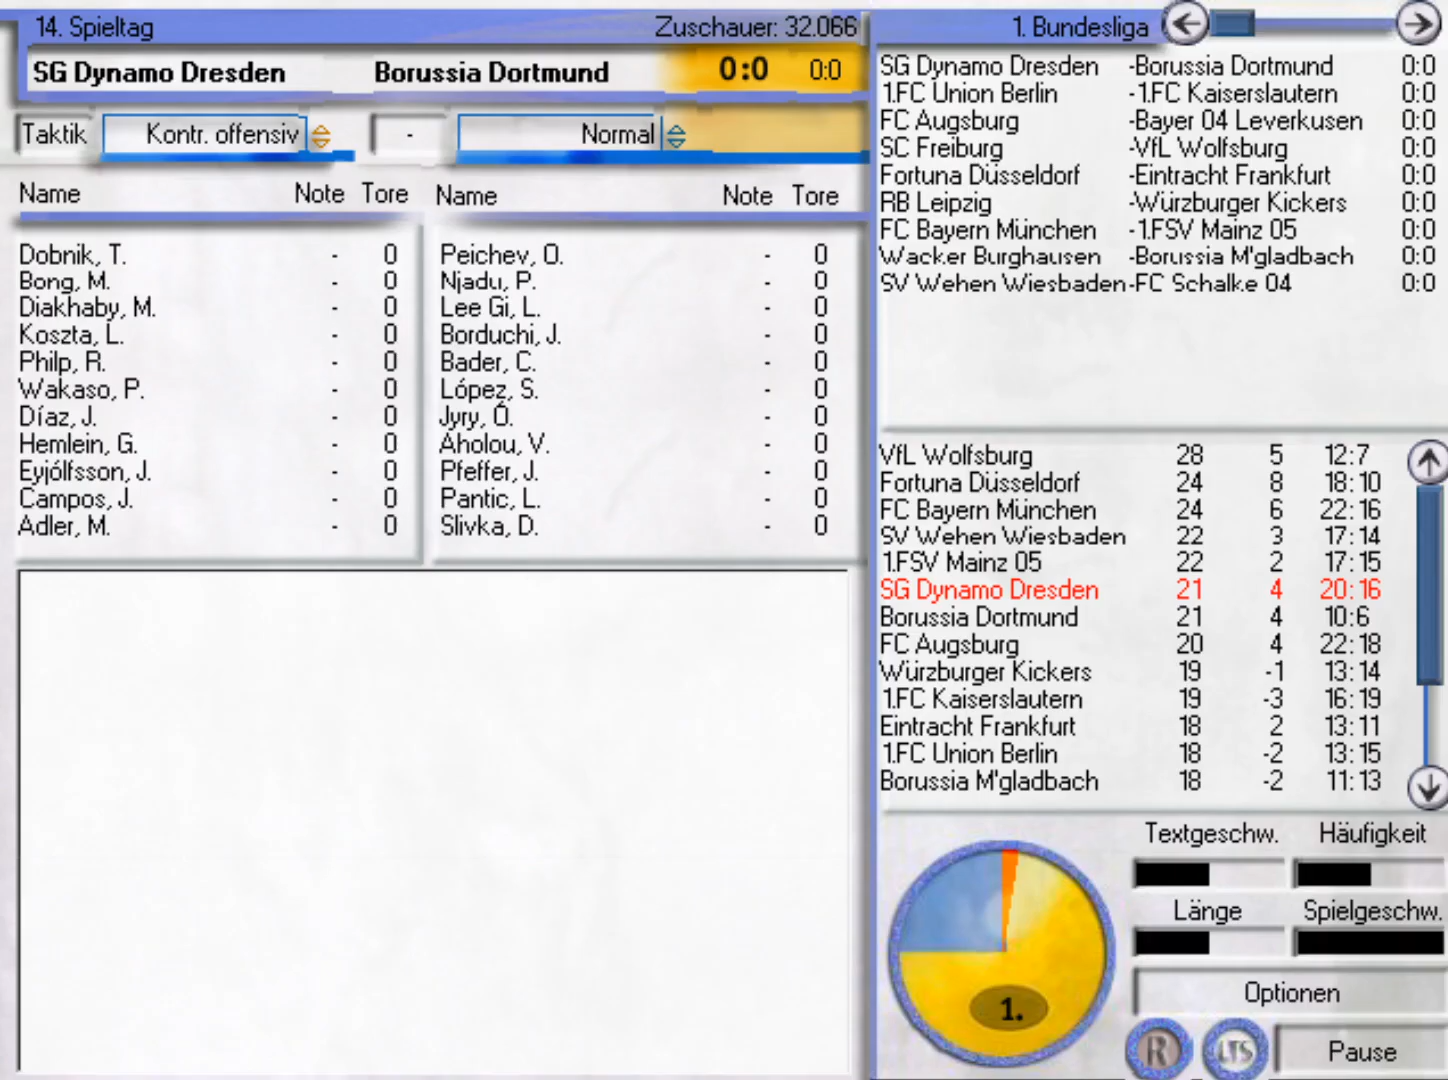 14. Spieltag Zuschauer: 32.066
SG Dynamo Dresden Borussia Dortmund 0:0 0:0
Taktik Kontr. offensiv - Normal
Name Note Tore Name Note Tore
Dobnik, T. - 0 Peichev, O. - 0
Bong, M. - 0 Njadu, P. - 0
Diakhaby, M. - 0 Lee Gi, L. - 0
Koszta, L. - 0 Borduchi, J. - 0
Philp, R. - 0 Bader, C. - 0
Wakaso, P. - 0 López, S. - 0
Díaz, J. - 0 Jyry, Ó. - 0
Hemlein, G. - 0 Aholou, V. - 0
Eyjólfsson, J. - 0 Pfeffer, J. - 0
Campos, J. - 0 Pantic, L. - 0
Adler, M. - 0 Slivka, D. - 0
1. Bundesliga
SG Dynamo Dresden -Borussia Dortmund 0:0
1.FC Union Berlin -1.FC Kaiserslautern 0:0
FC Augsburg -Bayer 04 Leverkusen 0:0
SC Freiburg -VfL Wolfsburg 0:0
Fortuna Düsseldorf -Eintracht Frankfurt 0:0
RB Leipzig -Würzburger Kickers 0:0
FC Bayern München -1.FSV Mainz 05 0:0
Wacker Burghausen -Borussia M'gladbach 0:0
SV Wehen Wiesbaden-FC Schalke 04 0:0
VfL Wolfsburg 28 5 12:7
Fortuna Düsseldorf 24 8 18:10
FC Bayern München 24 6 22:16
SV Wehen Wiesbaden 22 3 17:14
1.FSV Mainz 05 22 2 17:15
SG Dynamo Dresden 21 4 20:16
Borussia Dortmund 21 4 10:6
FC Augsburg 20 4 22:18
Würzburger Kickers 19 -1 13:14
1.FC Kaiserslautern 19 -3 16:19
Eintracht Frankfurt 18 2 13:11
1.FC Union Berlin 18 -2 13:15
Borussia M'gladbach 18 -2 11:13
Textgeschw. Häufigkeit
Länge Spielgeschw.
Optionen
1.
R LTS Pause